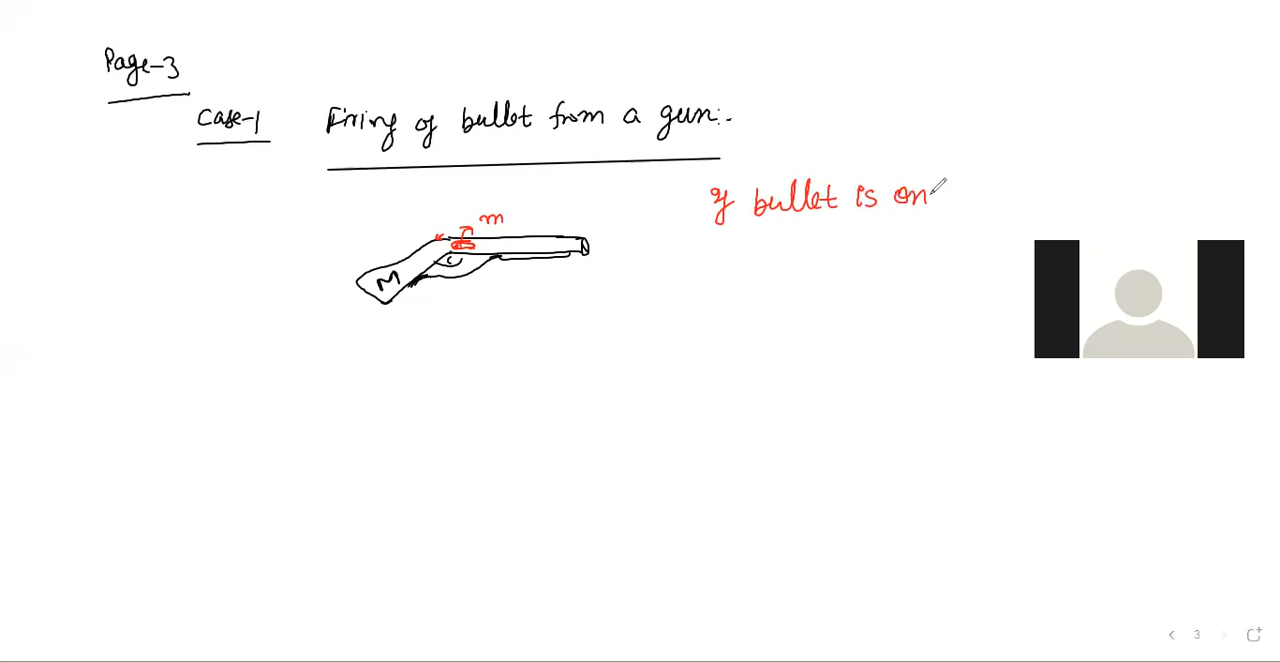 Page-3
Case-1 Firing of bullet from a gun:-
If bullet is on
m
M
3